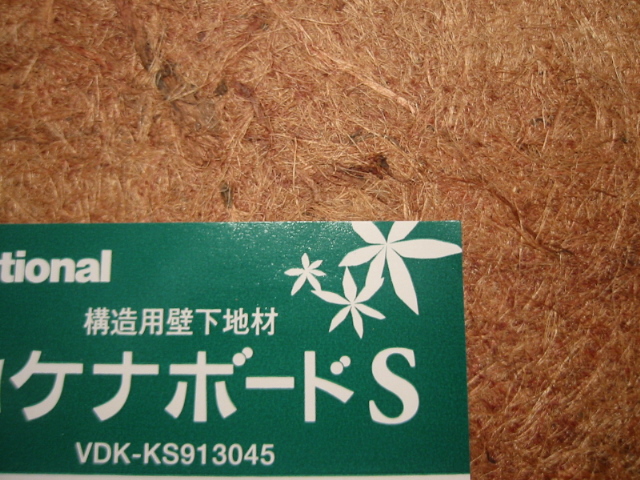 tional
構造用壁下地材
ケナボードS
VDK-KS913045